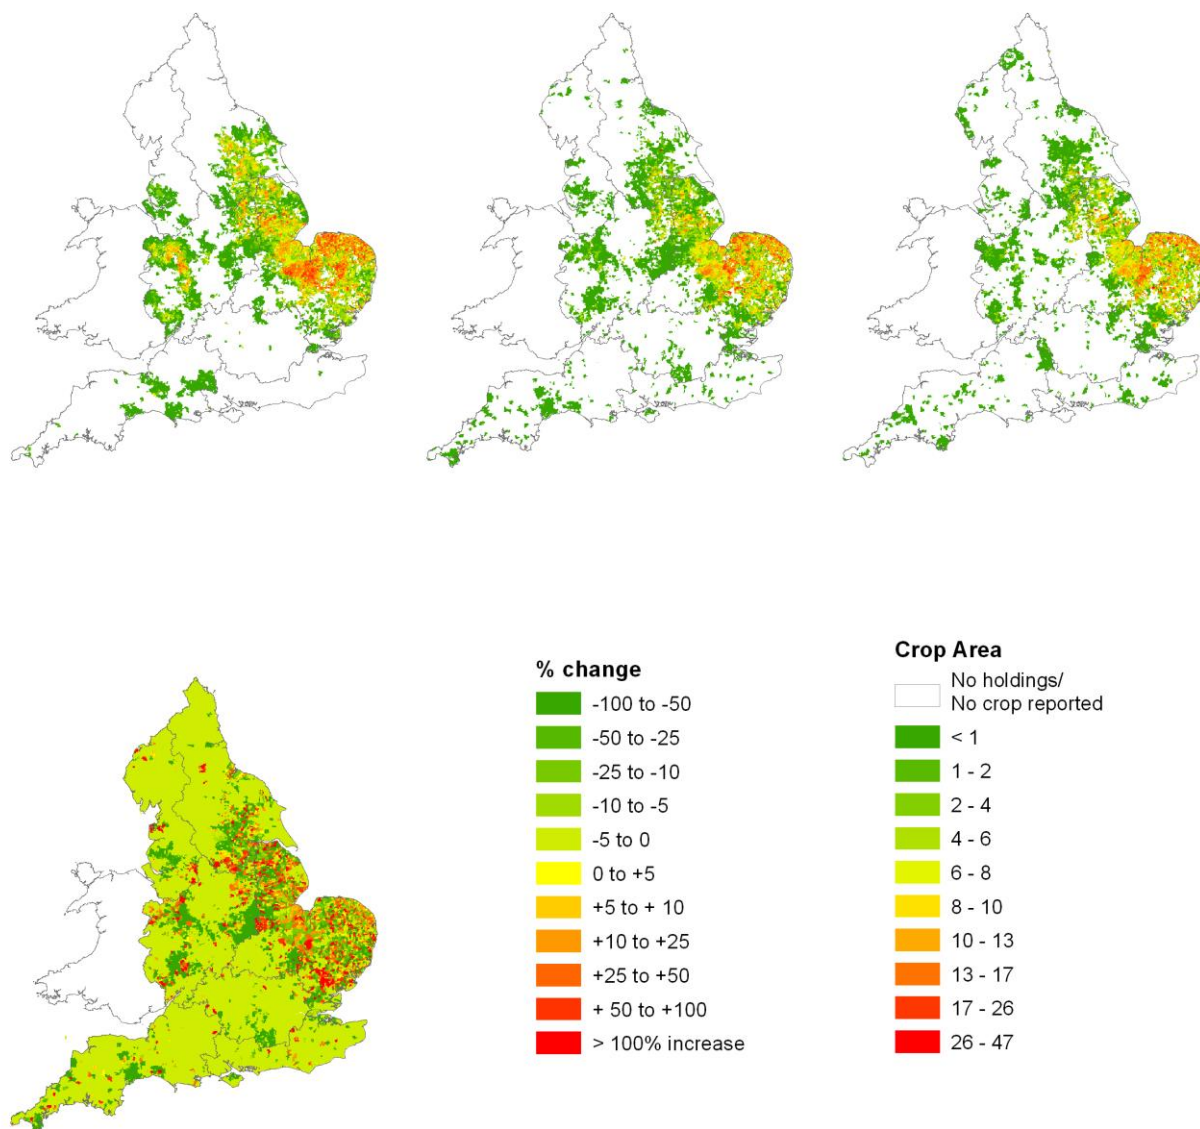 % change
-100 to -50
-50 to -25
-25 to -10
-10 to -5
-5 to 0
0 to +5
+5 to + 10
+10 to +25
+25 to +50
+ 50 to +100
> 100% increase
Crop Area
No holdings/
No crop reported
< 1
1 - 2
2 - 4
4 - 6
6 - 8
8 - 10
10 - 13
13 - 17
17 - 26
26 - 47